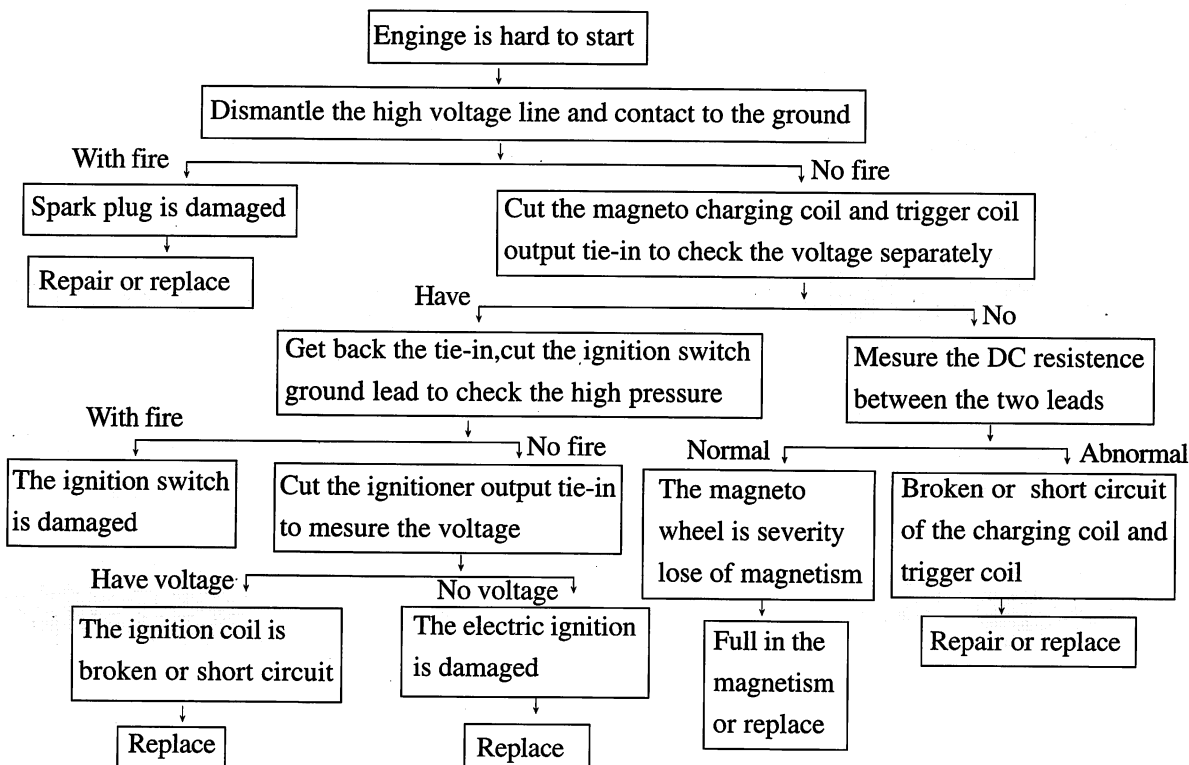 Enginge is hard to start
Dismantle the high voltage line and contact to the ground
With fire
No fire
Spark plug is damaged
Cut the magneto charging coil and trigger coil
output tie-in to check the voltage separately
Repair or replace
Have
No
Get back the tie-in,cut the ignition switch
ground lead to check the high pressure
Mesure the DC resistence
between the two leads
With fire
No fire
Normal
Abnormal
The ignition switch
is damaged
Cut the ignitioner output tie-in
to mesure the voltage
The magneto
wheel is severity
lose of magnetism
Broken or short circuit
of the charging coil and
trigger coil
Have voltage
No voltage
The ignition coil is
broken or short circuit
The electric ignition
is damaged
Full in the
magnetism
or replace
Repair or replace
Replace
Replace